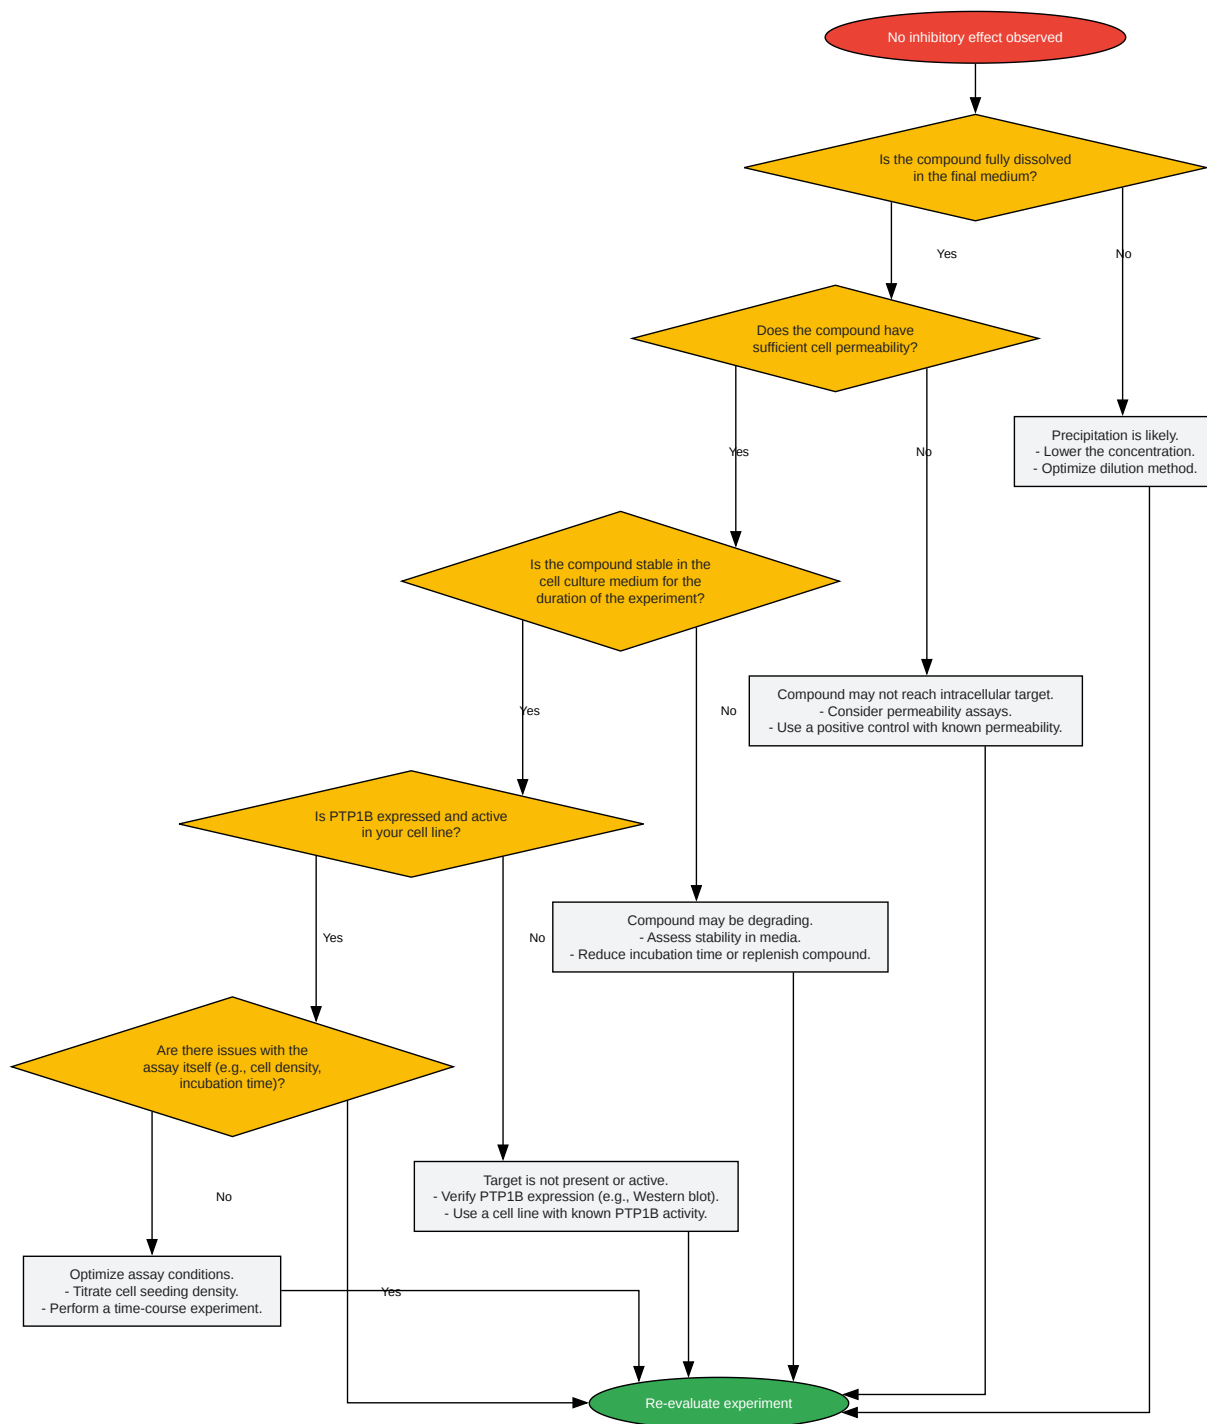 No inhibitory effect observed
Is the compound fully dissolved
in the final medium?
Yes
No
Does the compound have
sufficient cell permeability?
Precipitation is likely.
- Lower the concentration.
- Optimize dilution method.
Yes
No
Is the compound stable in the
cell culture medium for the
duration of the experiment?
Compound may not reach intracellular target.
- Consider permeability assays.
- Use a positive control with known permeability.
Yes
No
Is PTP1B expressed and active
in your cell line?
Compound may be degrading.
- Assess stability in media.
- Reduce incubation time or replenish compound.
Yes
No
Are there issues with the
assay itself (e.g., cell density,
incubation time)?
Target is not present or active.
- Verify PTP1B expression (e.g., Western blot).
- Use a cell line with known PTP1B activity.
No
Optimize assay conditions.
- Titrate cell seeding density.
- Perform a time-course experiment.
Yes
Re-evaluate experiment